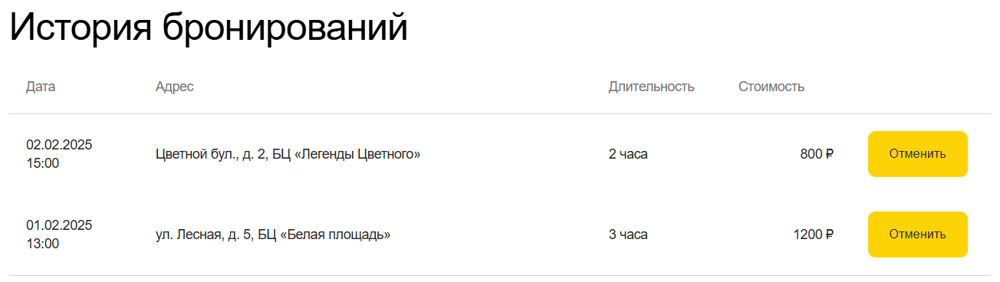 История бронирований
Дата Адрес Длительность Стоимость
02.02.2025
15:00
Цветной бул., д. 2, БЦ «Легенды Цветного» 2 часа 800 ₽ Отменить
01.02.2025
13:00
ул. Лесная, д. 5, БЦ «Белая площадь» 3 часа 1200 ₽ Отменить